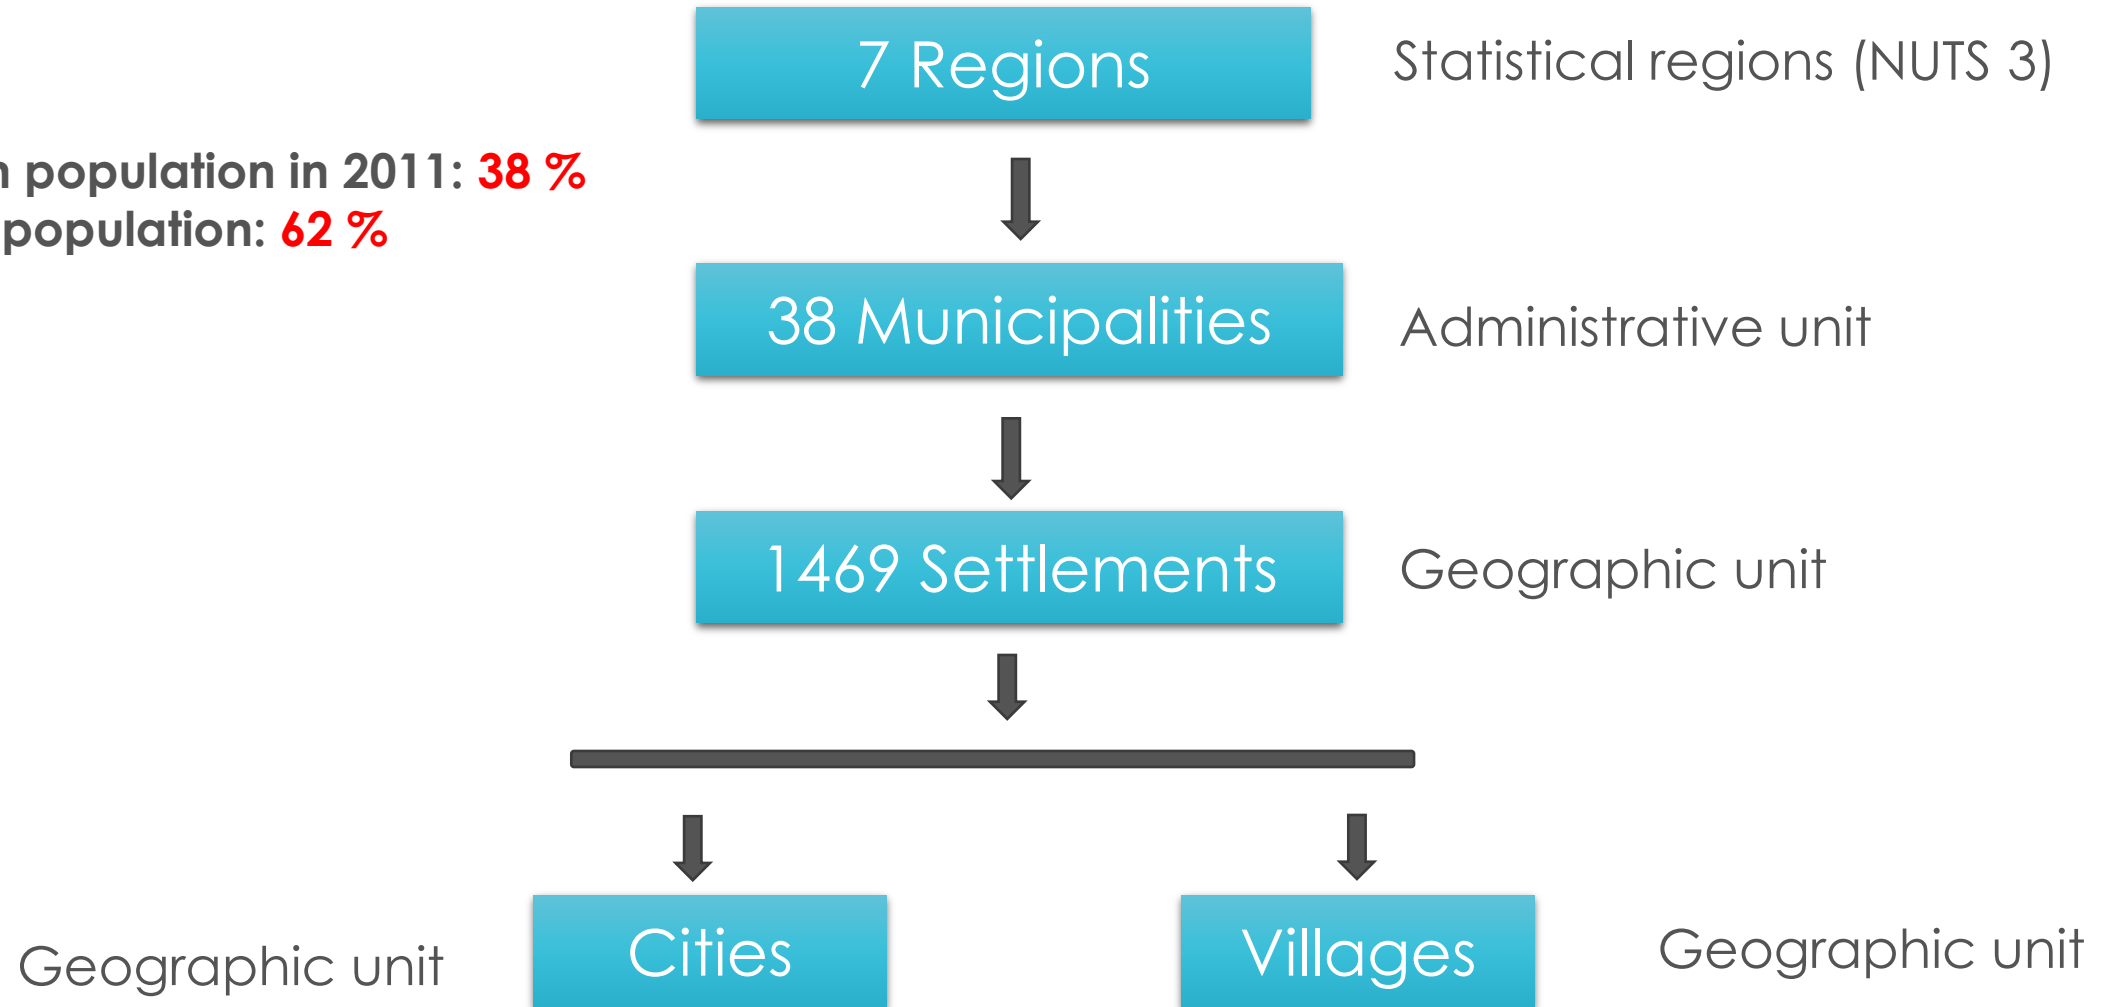 7 Regions
Statistical regions (NUTS 3)
population in 2011: 38 %
population: 62 %
38 Municipalities
Administrative unit
1469 Settlements
Geographic unit
Cities
Villages
Geographic unit
Geographic unit